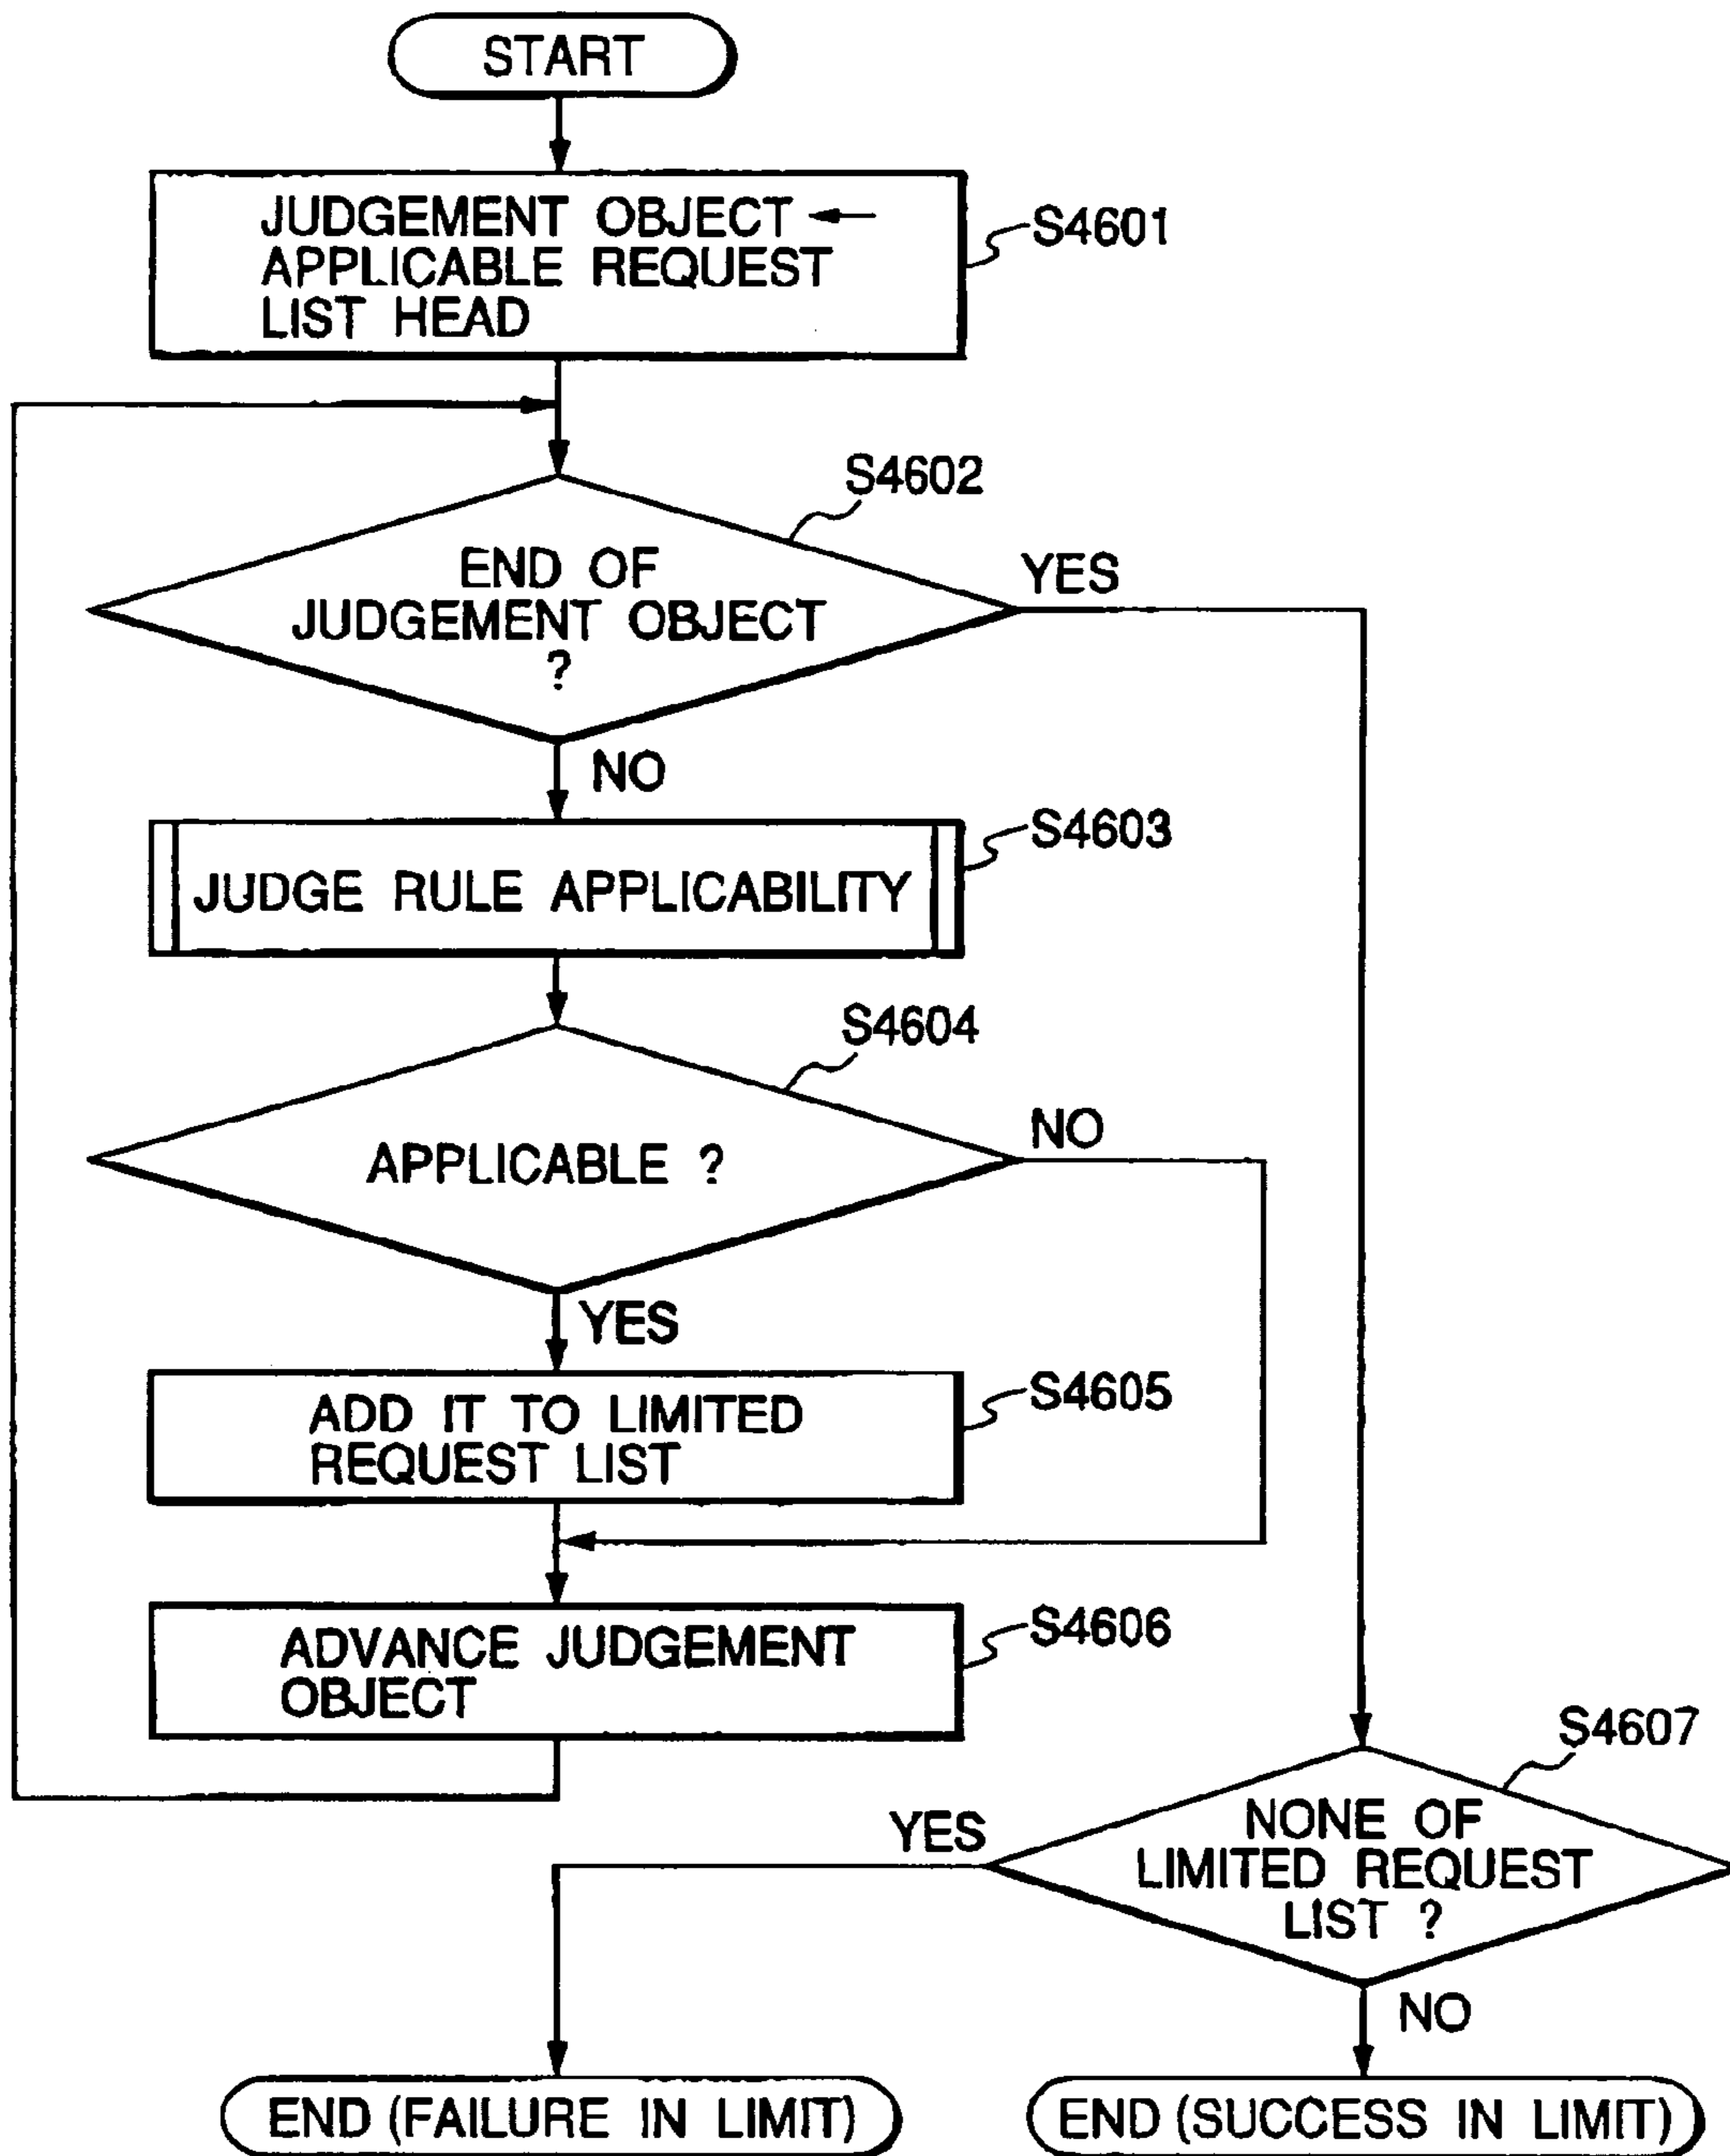 START
JUDGEMENT OBJECT ←
APPLICABLE REQUEST
LIST HEAD
S4601
S4602
END OF
JUDGEMENT OBJECT
?
YES
NO
JUDGE RULE APPLICABILITY
S4603
S4604
APPLICABLE ?
NO
YES
ADD IT TO LIMITED
REQUEST LIST
S4605
ADVANCE JUDGEMENT
OBJECT
S4606
S4607
NONE OF
LIMITED REQUEST
LIST ?
YES
NO
END (FAILURE IN LIMIT)
END (SUCCESS IN LIMIT)